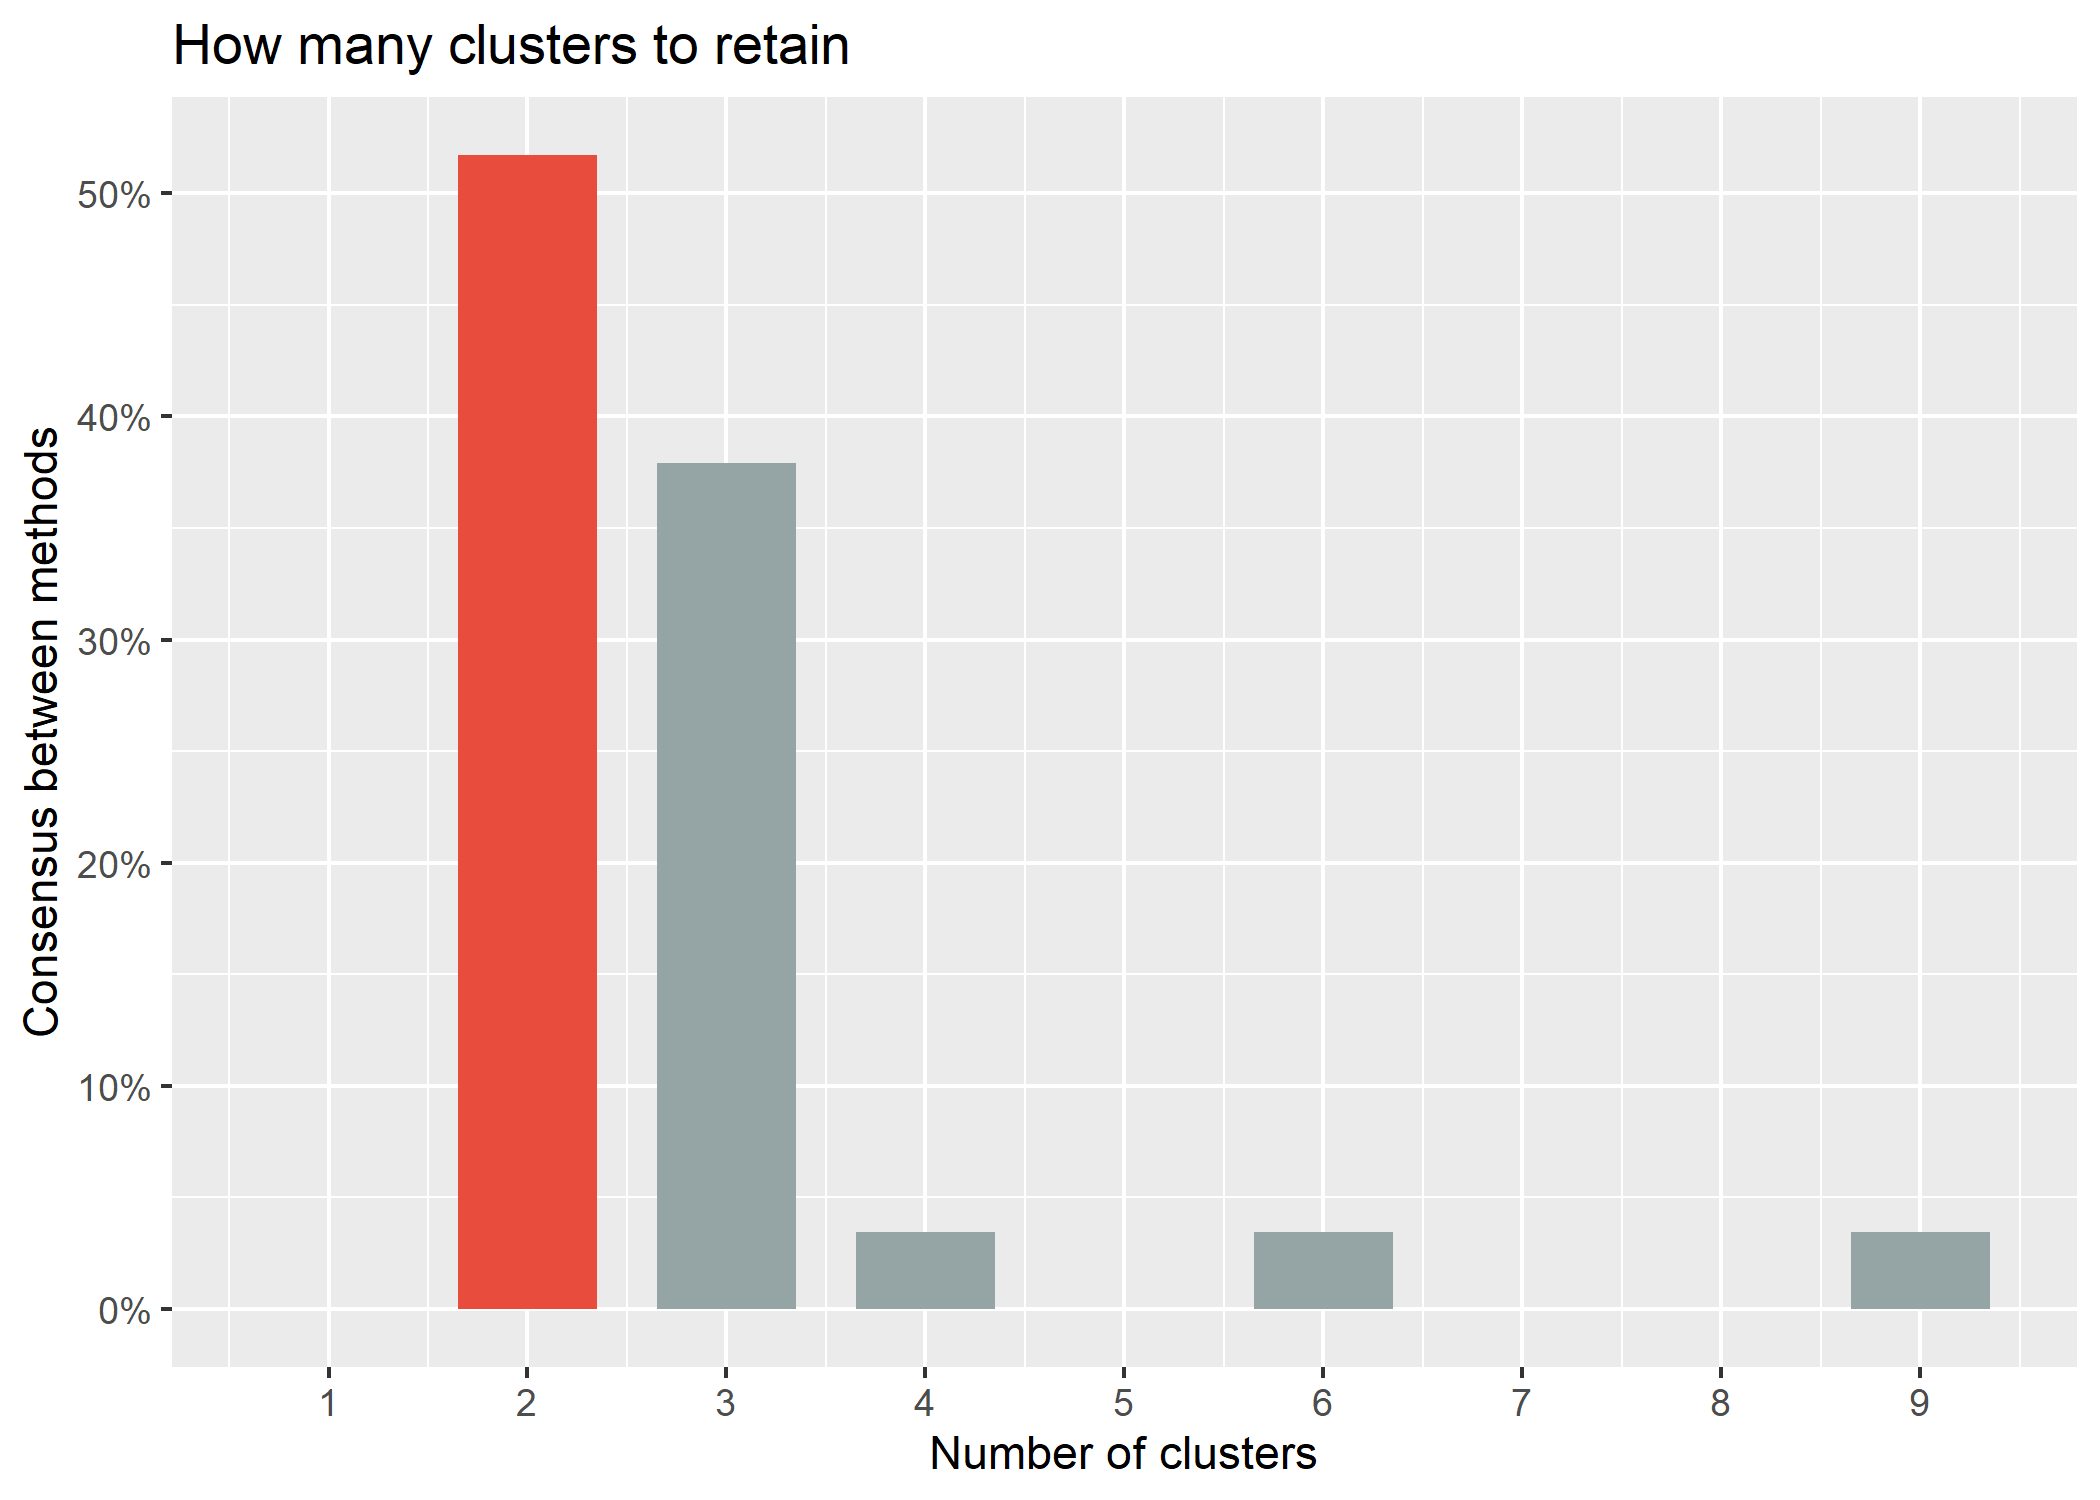 How many clusters to retain
Consensus between methods
50%
40%
30%
20%
10%
0%
1 2 3 4 5 6 7 8 9
Number of clusters